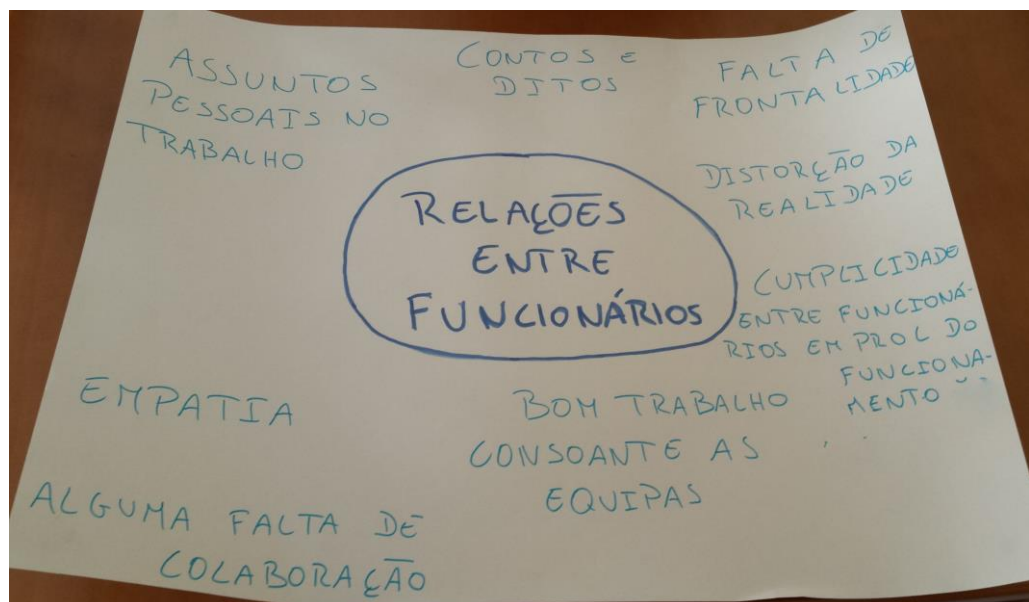 ASSUNTOS
PESSOAIS NO
TRABALHO
CONTOS E
DITOS
FALTA DE
FRONTALIDADE
DISTORÇÃO DA
REALIDADE
RELAÇÕES
ENTRE
FUNCIONÁRIOS
CUMPLICIDADE
ENTRE FUNCIONÁ-
RIOS EM PROL DO
FUNCIONA-
MENTO
EMPATIA
BOM TRABALHO
CONSOANTE AS
EQUIPAS
ALGUMA FALTA DE
COLABORAÇÃO